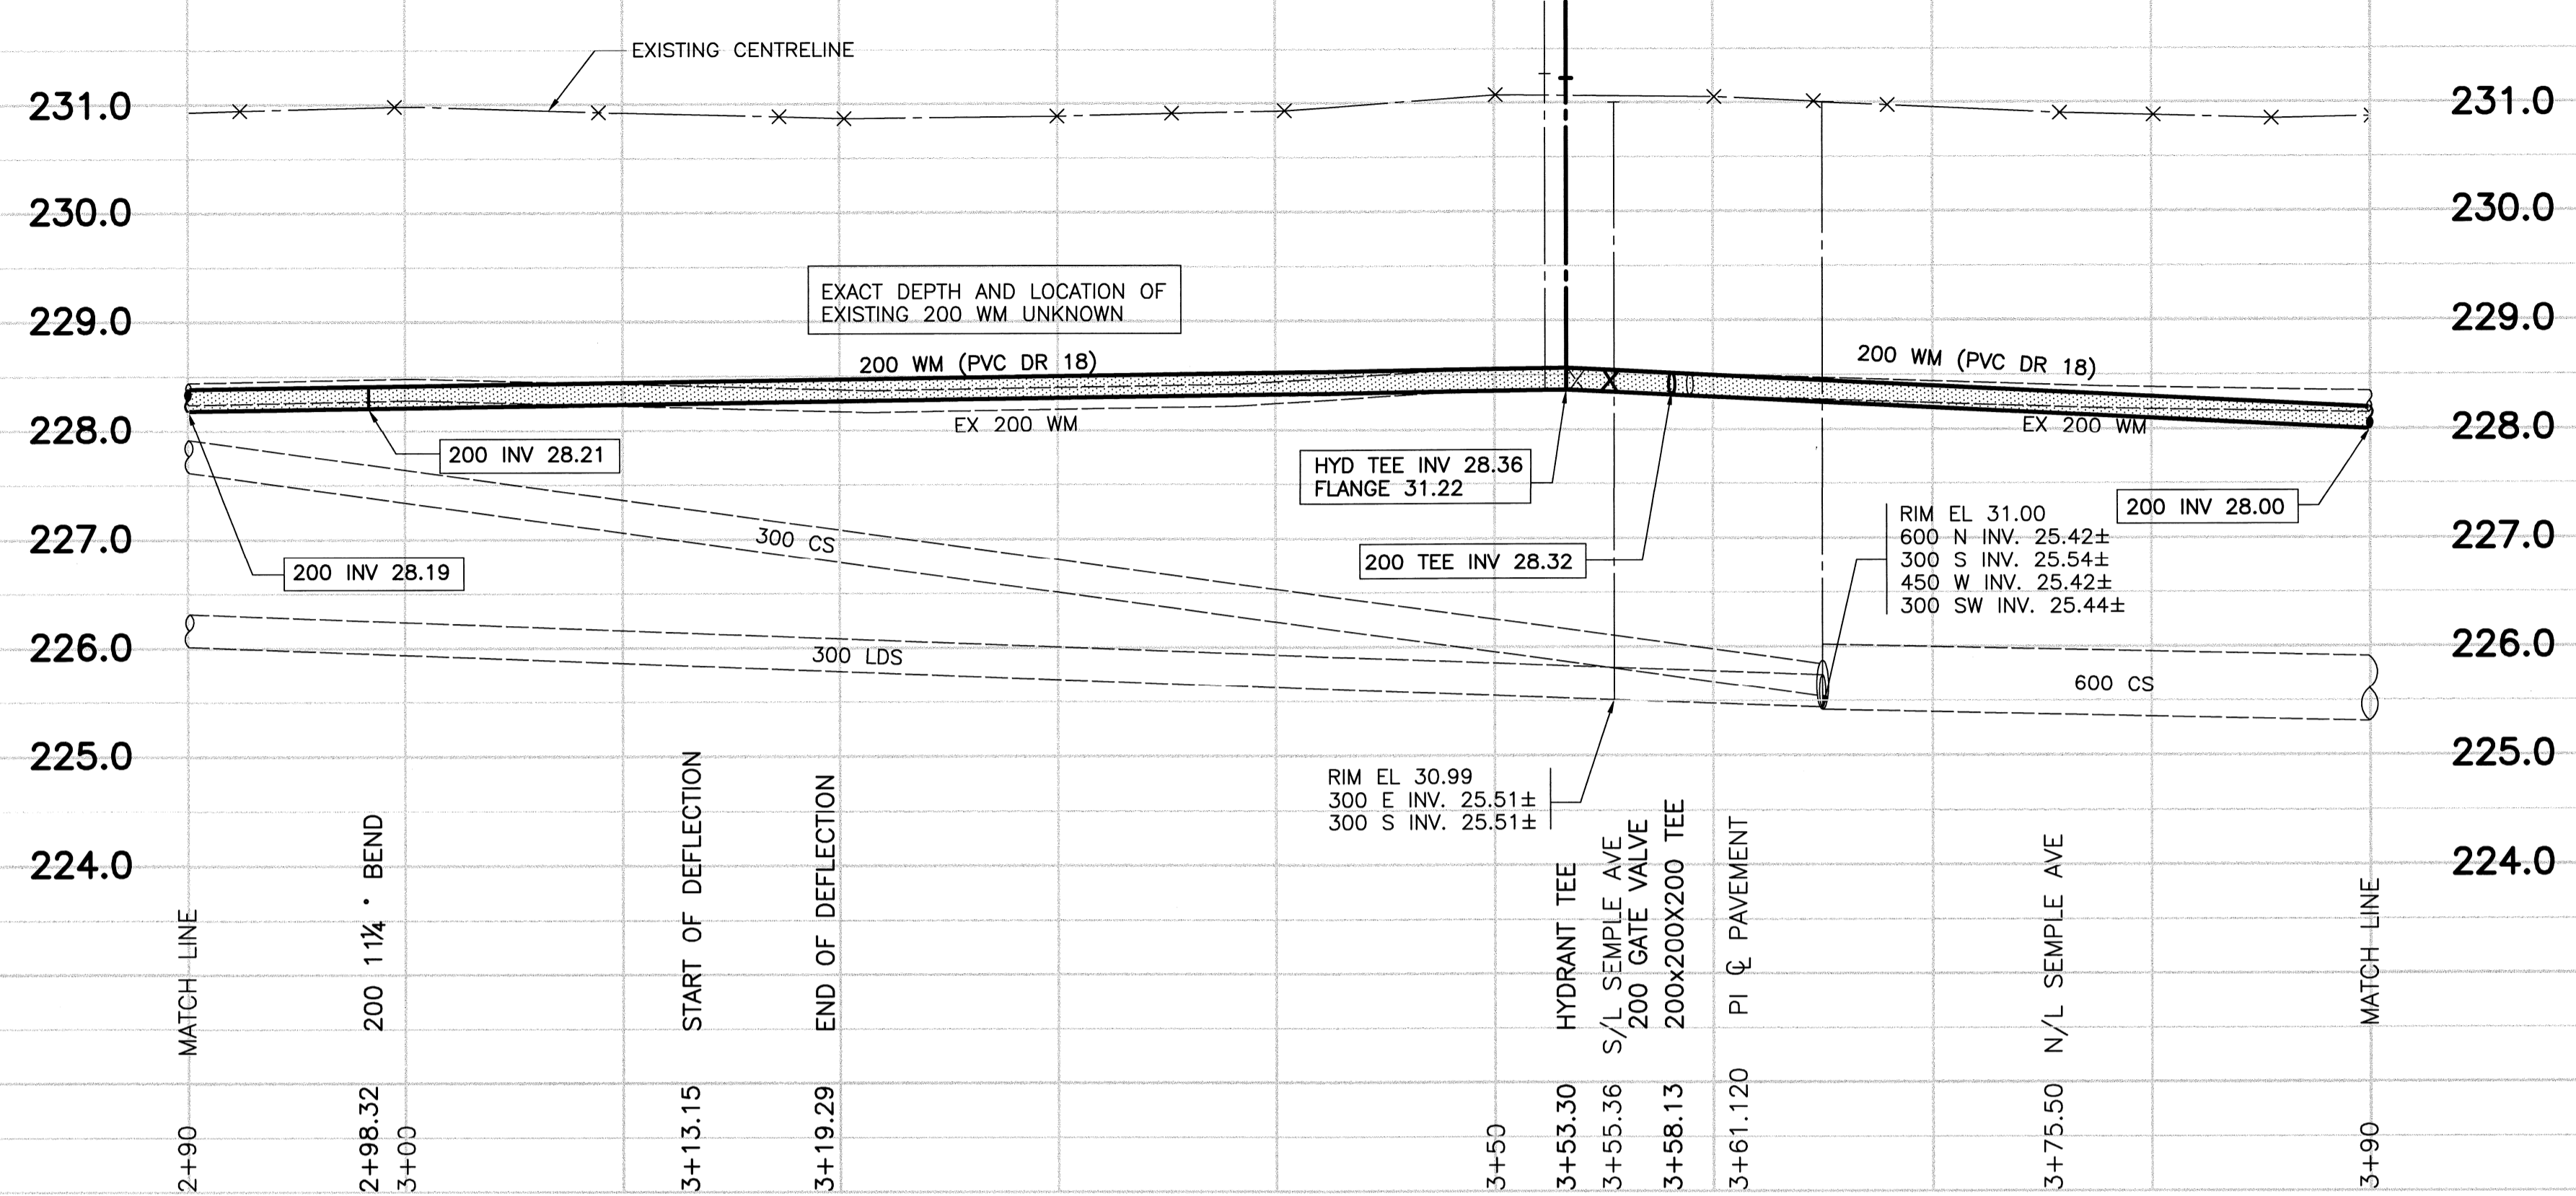 EXISTING CENTRELINE
231.0
231.0
230.0
230.0
EXACT DEPTH AND LOCATION OF
EXISTING 200 WM UNKNOWN
229.0
229.0
200 WM (PVC DR 18)
200 WM (PVC DR 18)
228.0
EX 200 WM
EX 200 WM
228.0
200 INV 28.21
HYD TEE INV 28.36
FLANGE 31.22
200 INV 28.00
227.0
300 CS
227.0
RIM EL 31.00
600 N INV. 25.42±
300 S INV. 25.54±
450 W INV. 25.42±
300 SW INV. 25.44±
200 INV 28.19
200 TEE INV 28.32
226.0
300 LDS
226.0
600 CS
225.0
225.0
RIM EL 30.99
300 E INV. 25.51±
300 S INV. 25.51±
224.0
224.0
2+90 MATCH LINE
2+98.32 200 11¼ • BEND
3+00
3+13.15 START OF DEFLECTION
3+19.29 END OF DEFLECTION
3+50
3+53.30 HYDRANT TEE
3+55.36 S/L SEMPLE AVE
200 GATE VALVE
3+58.13 200x200X200 TEE
3+61.120 PI ℄ PAVEMENT
3+75.50 N/L SEMPLE AVE
3+90 MATCH LINE